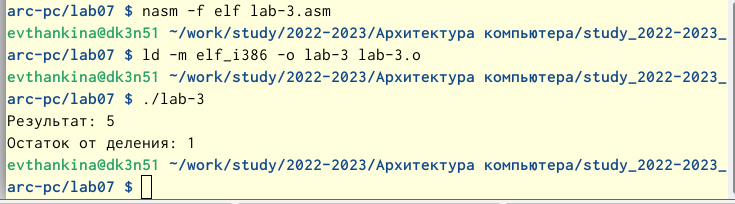 arc-pc/lab07 $ nasm -f elf lab-3.asm
evthankina@dk3n51 ~/work/study/2022-2023/Архитектура компьютера/study_2022-2023_
arc-pc/lab07 $ ld -m elf_i386 -o lab-3 lab-3.o
evthankina@dk3n51 ~/work/study/2022-2023/Архитектура компьютера/study_2022-2023_
arc-pc/lab07 $ ./lab-3
Результат: 5
Остаток от деления: 1
evthankina@dk3n51 ~/work/study/2022-2023/Архитектура компьютера/study_2022-2023_
arc-pc/lab07 $